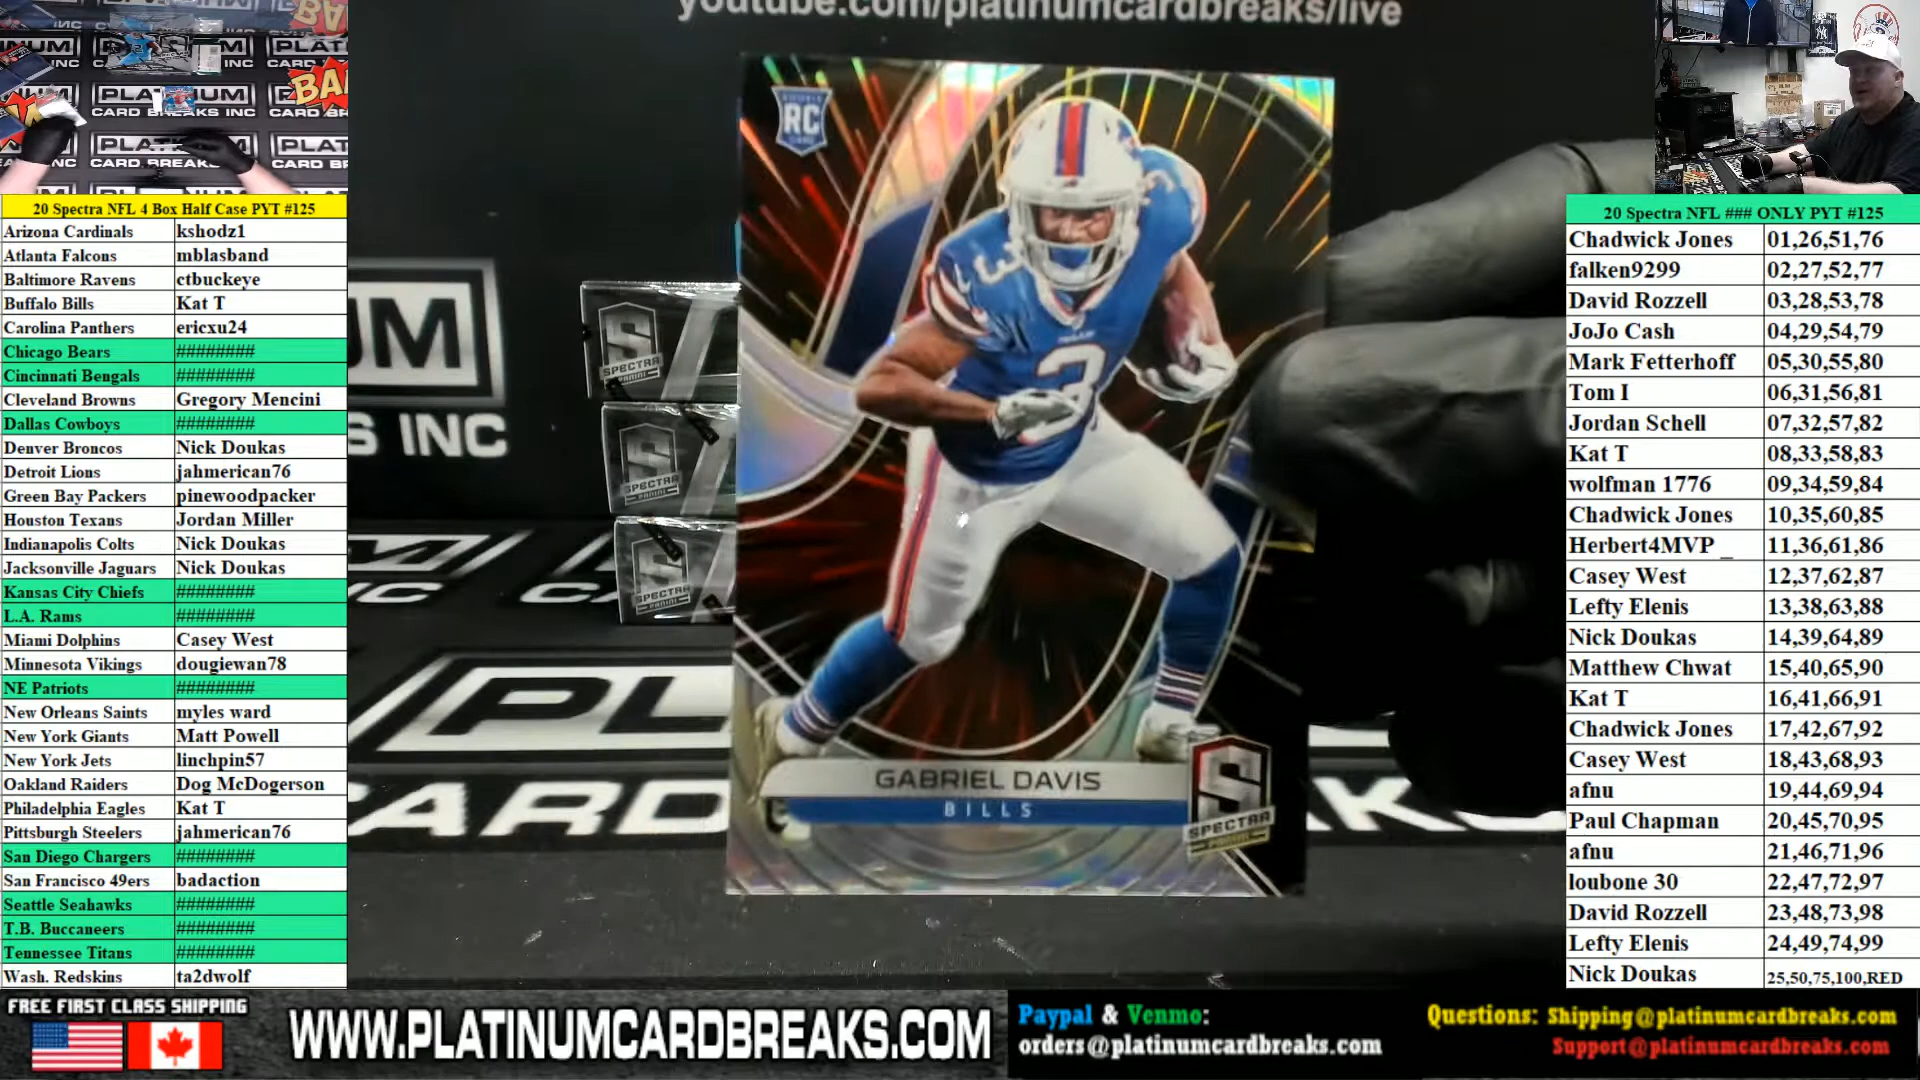 youtube.com/platinumcardbreaks/live
20 Spectra NFL 4 Box Half Case PYT #125
Arizona Cardinals kshodz1
Atlanta Falcons mblasband
Baltimore Ravens ctbuckeye
Buffalo Bills Kat T
Carolina Panthers ericxu24
Chicago Bears ########
Cincinnati Bengals ########
Cleveland Browns Gregory Mencini
Dallas Cowboys ########
Denver Broncos Nick Doukas
Detroit Lions jahmerican76
Green Bay Packers pinewoodpacker
Houston Texans Jordan Miller
Indianapolis Colts Nick Doukas
Jacksonville Jaguars Nick Doukas
Kansas City Chiefs ########
L.A. Rams ########
Miami Dolphins Casey West
Minnesota Vikings dougiewan78
NE Patriots ########
New Orleans Saints myles ward
New York Giants Matt Powell
New York Jets linchpin57
Oakland Raiders Dog McDogerson
Philadelphia Eagles Kat T
Pittsburgh Steelers jahmerican76
San Diego Chargers ########
San Francisco 49ers badaction
Seattle Seahawks ########
T.B. Buccaneers ########
Tennessee Titans ########
Wash. Redskins ta2dwolf
RC
3
3
GABRIEL DAVIS
BILLS
S
SPECTRA
SPECTRA
PANINI
SPECTRA
PANINI
SPECTRA
PANINI
S INC
PLATINUM
CARD BREAKS INC
20 Spectra NFL ### ONLY PYT #125
Chadwick Jones 01,26,51,76
falken9299 02,27,52,77
David Rozzell 03,28,53,78
JoJo Cash 04,29,54,79
Mark Fetterhoff 05,30,55,80
Tom I 06,31,56,81
Jordan Schell 07,32,57,82
Kat T 08,33,58,83
wolfman 1776 09,34,59,84
Chadwick Jones 10,35,60,85
Herbert4MVP _ 11,36,61,86
Casey West 12,37,62,87
Lefty Elenis 13,38,63,88
Nick Doukas 14,39,64,89
Matthew Chwat 15,40,65,90
Kat T 16,41,66,91
Chadwick Jones 17,42,67,92
Casey West 18,43,68,93
afnu 19,44,69,94
Paul Chapman 20,45,70,95
afnu 21,46,71,96
loubone 30 22,47,72,97
David Rozzell 23,48,73,98
Lefty Elenis 24,49,74,99
Nick Doukas 25,50,75,100,RED
FREE FIRST CLASS SHIPPING
WWW.PLATINUMCARDBREAKS.COM
Paypal & Venmo:
orders@platinumcardbreaks.com
Questions: Shipping@platinumcardbreaks.com
Support@platinumcardbreaks.com